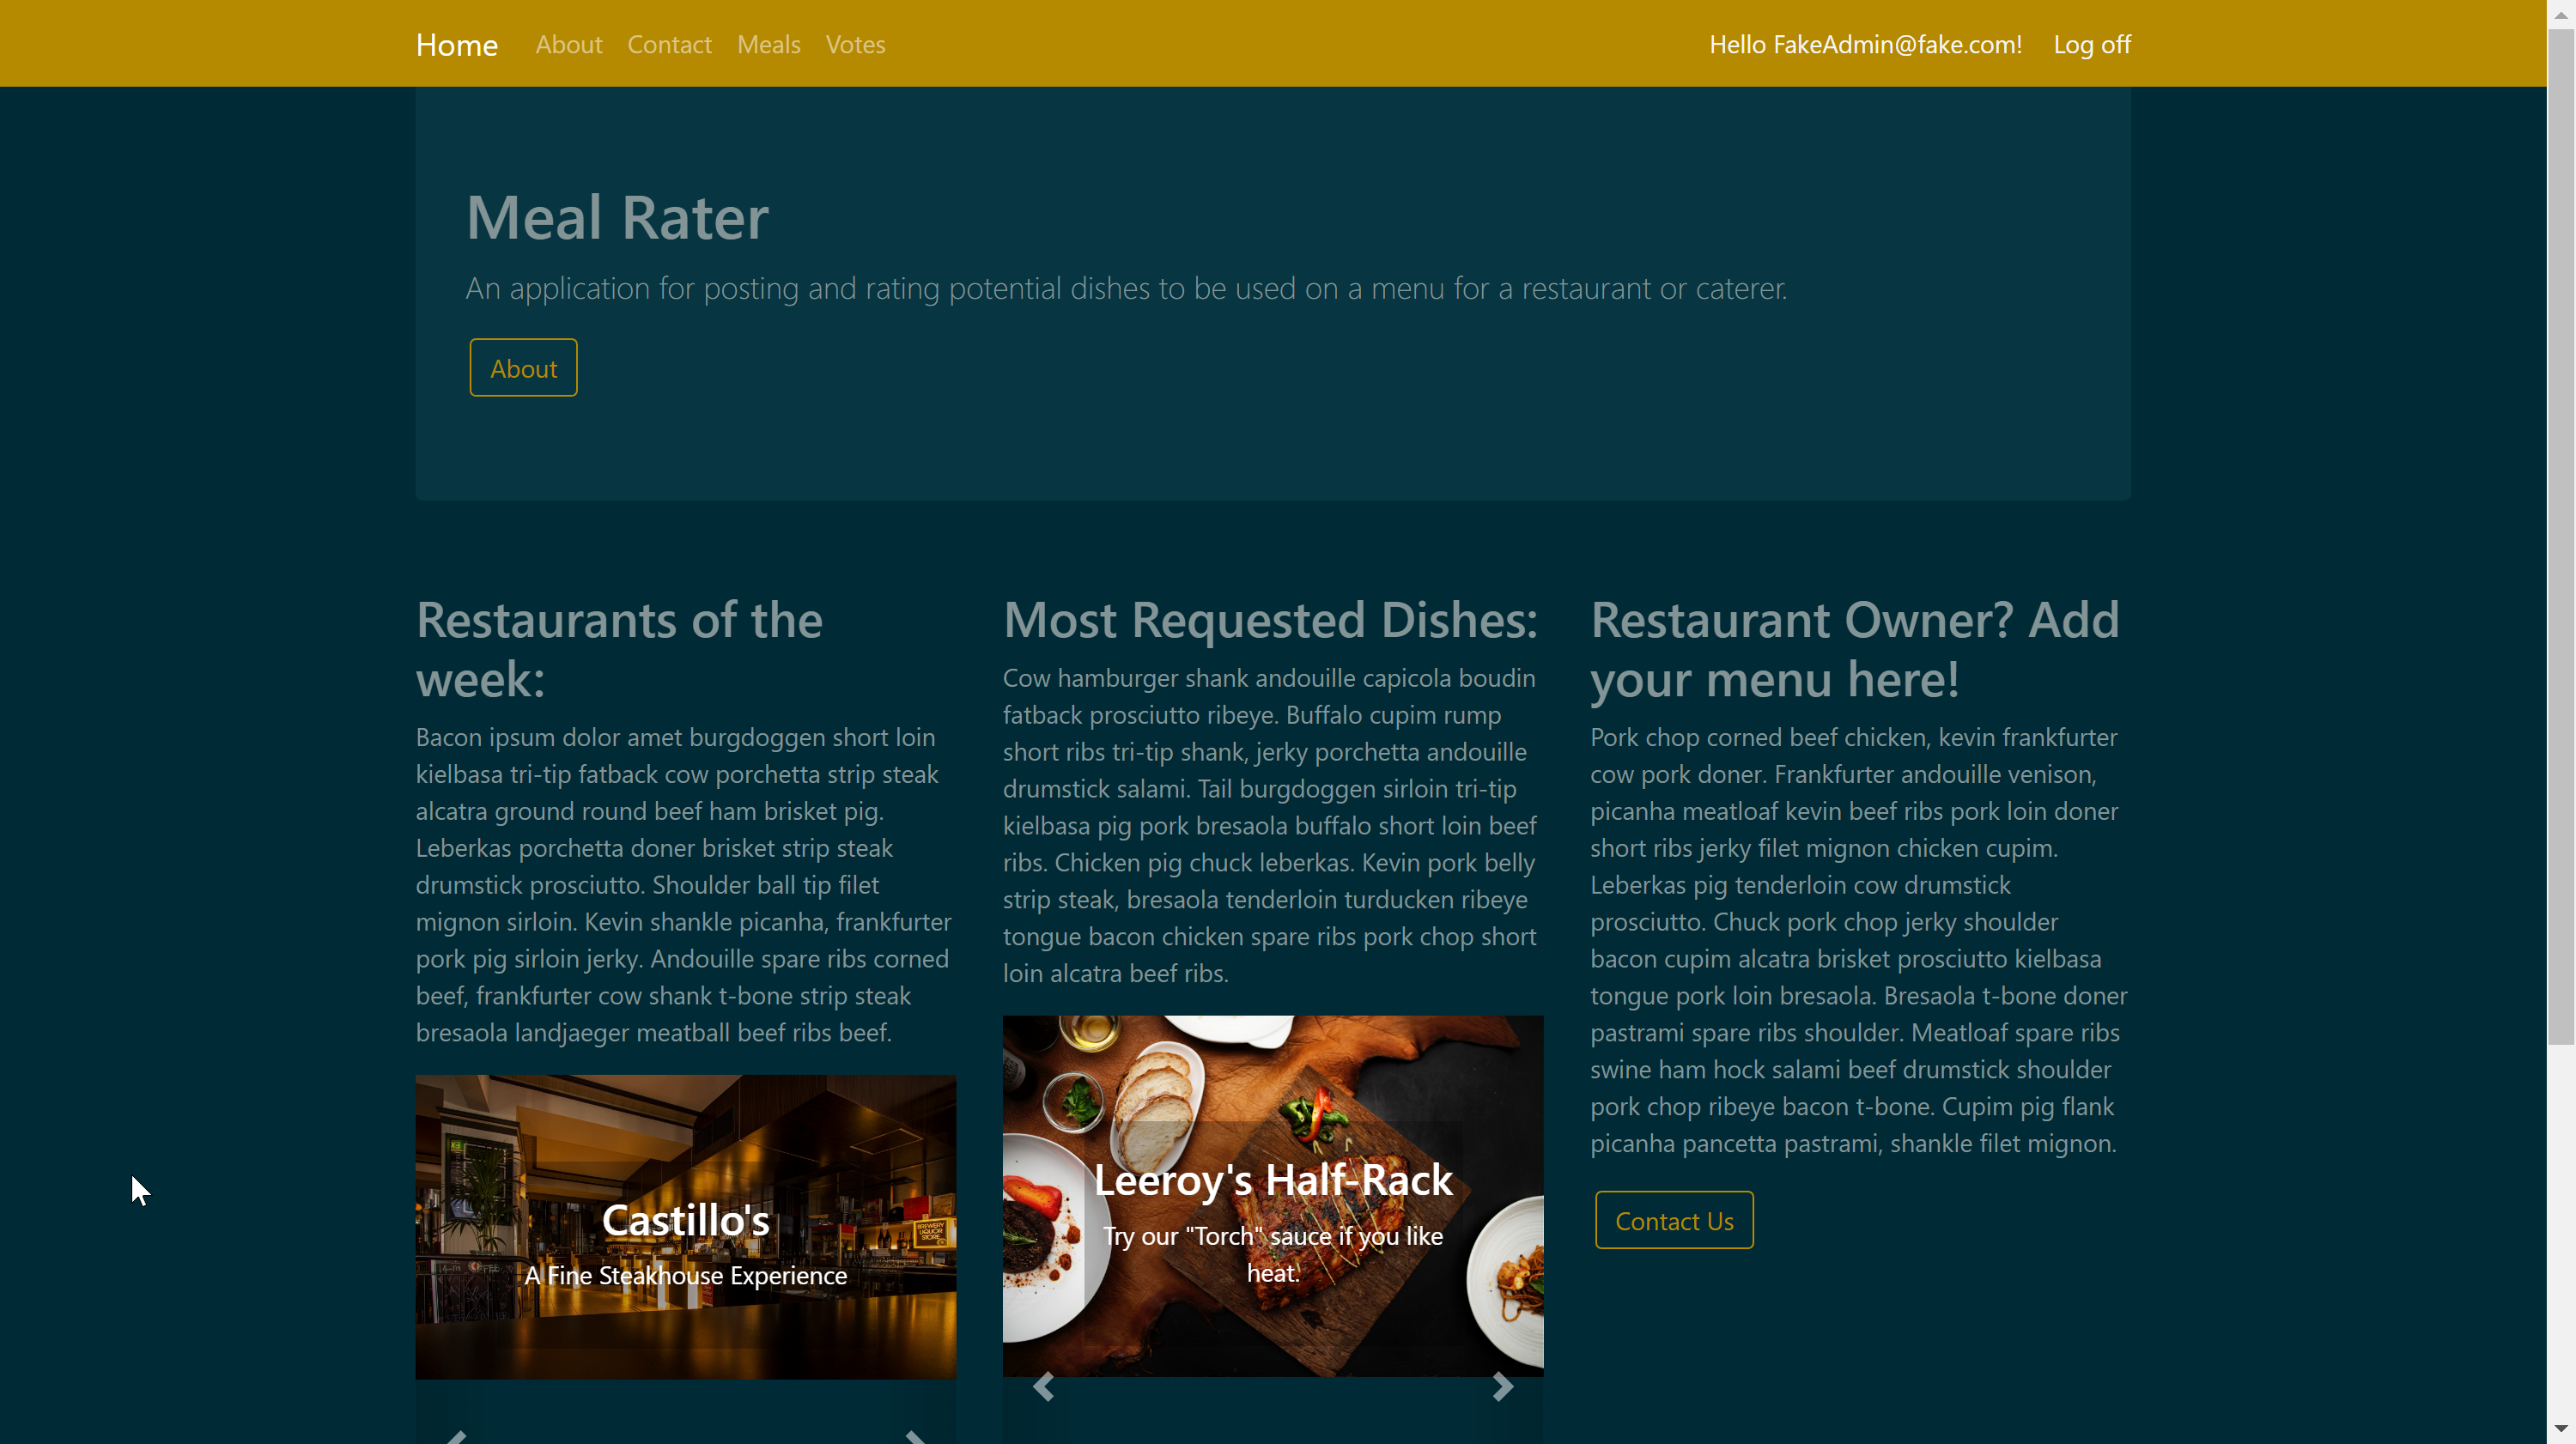 Home About Contact Meals Votes Hello FakeAdmin@fake.com! Log off
Meal Rater
An application for posting and rating potential dishes to be used on a menu for a restaurant or caterer.
About
Restaurants of the
week:
Bacon ipsum dolor amet burgdoggen short loin
kielbasa tri-tip fatback cow porchetta strip steak
alcatra ground round beef ham brisket pig.
Leberkas porchetta doner brisket strip steak
drumstick prosciutto. Shoulder ball tip filet
mignon sirloin. Kevin shankle picanha, frankfurter
pork pig sirloin jerky. Andouille spare ribs corned
beef, frankfurter cow shank t-bone strip steak
bresaola landjaeger meatball beef ribs beef.
BREWERY
LIQUOR
STORE
Castillo's
A Fine Steakhouse Experience
Most Requested Dishes:
Cow hamburger shank andouille capicola boudin
fatback prosciutto ribeye. Buffalo cupim rump
short ribs tri-tip shank, jerky porchetta andouille
drumstick salami. Tail burgdoggen sirloin tri-tip
kielbasa pig pork bresaola buffalo short loin beef
ribs. Chicken pig chuck leberkas. Kevin pork belly
strip steak, bresaola tenderloin turducken ribeye
tongue bacon chicken spare ribs pork chop short
loin alcatra beef ribs.
Leeroy's Half-Rack
Try our "Torch" sauce if you like
heat.
Restaurant Owner? Add
your menu here!
Pork chop corned beef chicken, kevin frankfurter
cow pork doner. Frankfurter andouille venison,
picanha meatloaf kevin beef ribs pork loin doner
short ribs jerky filet mignon chicken cupim.
Leberkas pig tenderloin cow drumstick
prosciutto. Chuck pork chop jerky shoulder
bacon cupim alcatra brisket prosciutto kielbasa
tongue pork loin bresaola. Bresaola t-bone doner
pastrami spare ribs shoulder. Meatloaf spare ribs
swine ham hock salami beef drumstick shoulder
pork chop ribeye bacon t-bone. Cupim pig flank
picanha pancetta pastrami, shankle filet mignon.
Contact Us